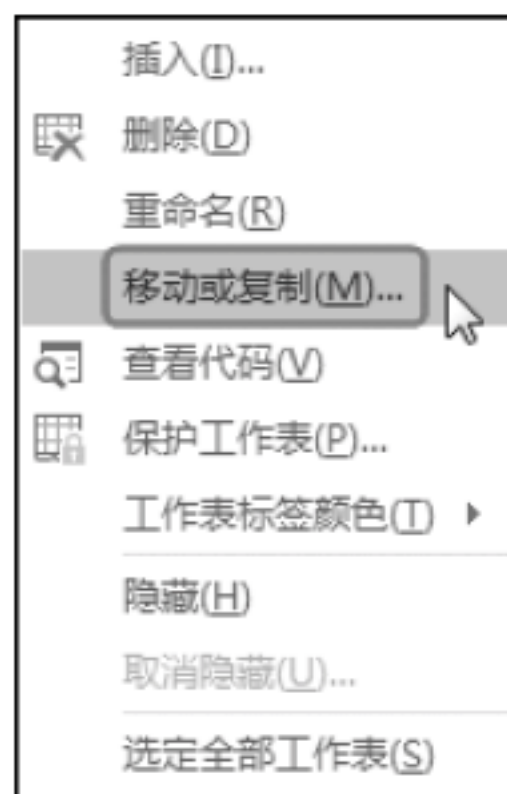 插入(I)...
删除(D)
重命名(R)
移动或复制(M)...
查看代码(V)
保护工作表(P)...
工作表标签颜色(T)
隐藏(H)
取消隐藏(U)...
选定全部工作表(S)